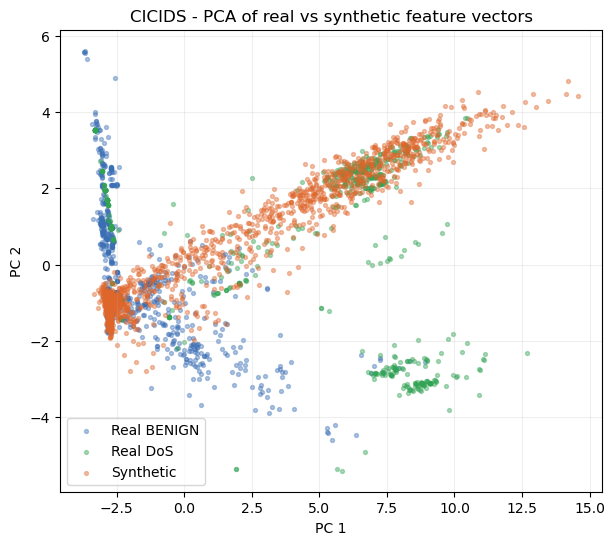 CICIDS - PCA of real vs synthetic feature vectors
6
4
2
0
−2
−4
PC 2
Real BENIGN
Real DoS
Synthetic
−2.5
0.0
2.5
5.0
7.5
10.0
12.5
15.0
PC 1